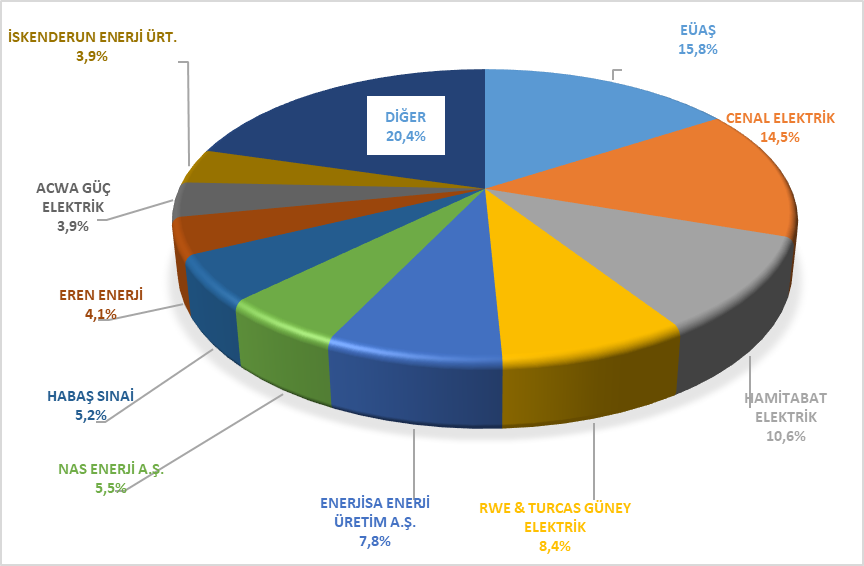 EÜAŞ
15,8%
CENAL ELEKTRİK
14,5%
HAMİTABAT
ELEKTRİK
10,6%
RWE & TURCAS GÜNEY
ELEKTRİK
8,4%
ENERJİSA ENERJİ
ÜRETİM A.Ş.
7,8%
NAS ENERJİ A.Ş.
5,5%
HABAŞ SINAİ
5,2%
EREN ENERJİ
4,1%
ACWA GÜÇ
ELEKTRİK
3,9%
İSKENDERUN ENERJİ ÜRT.
3,9%
DİĞER
20,4%